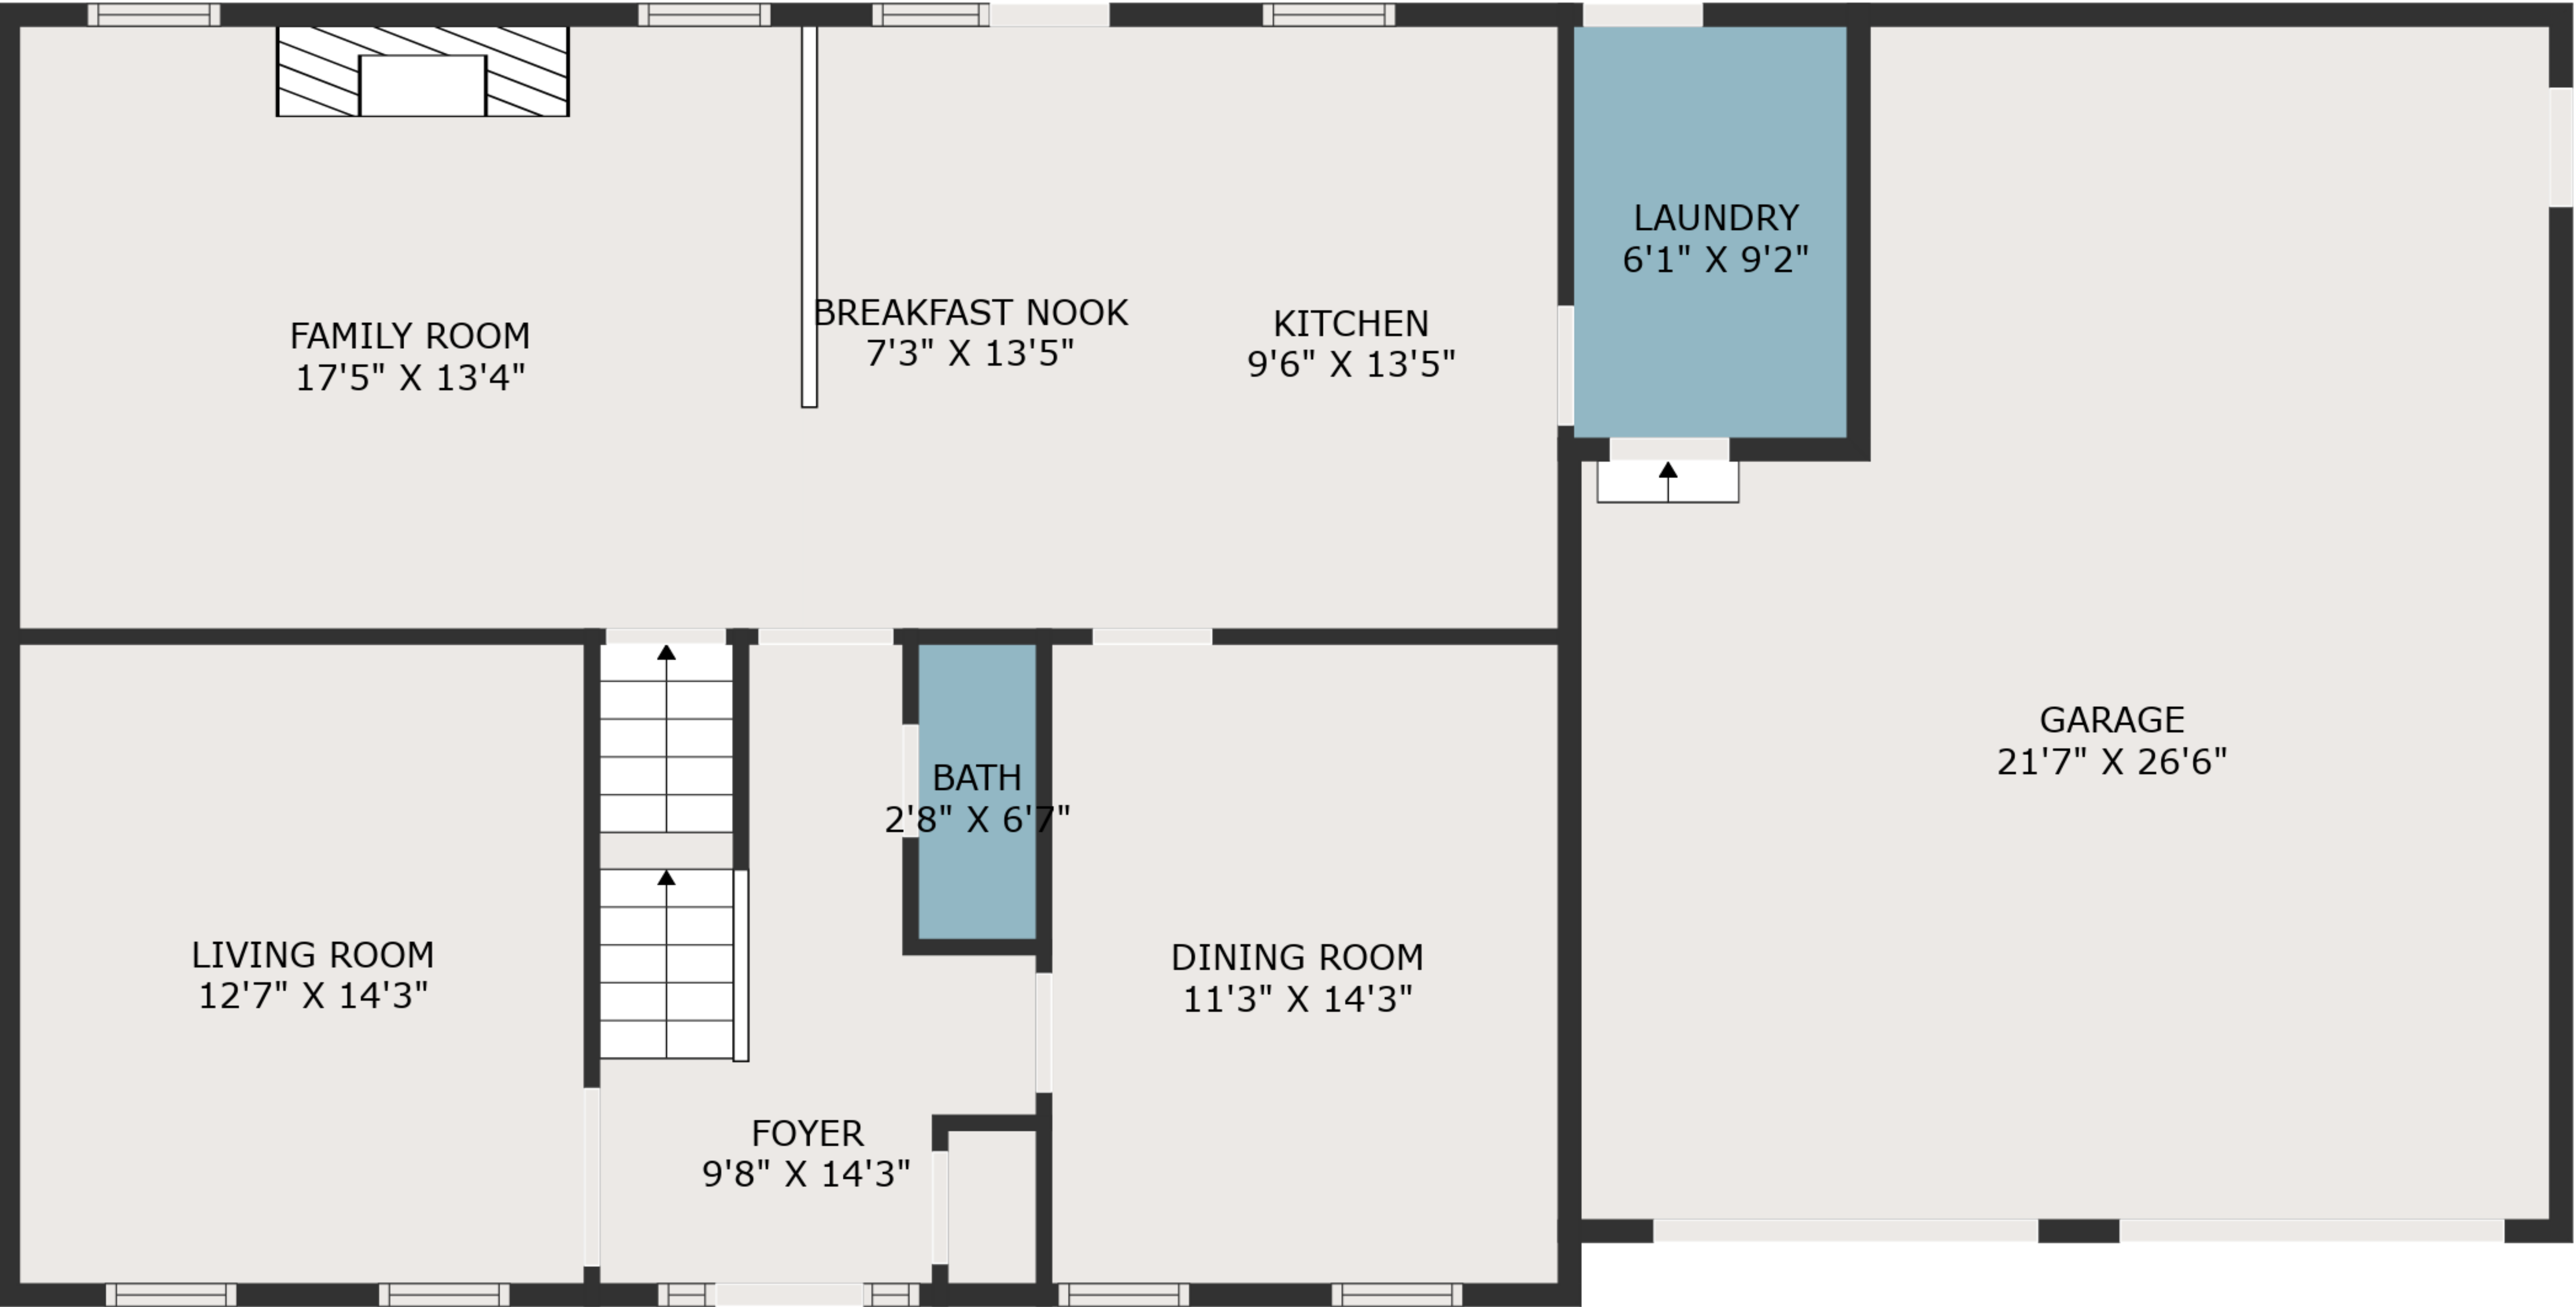 LAUNDRY
6'1" X 9'2"
BREAKFAST NOOK
7'3" X 13'5"
KITCHEN
9'6" X 13'5"
FAMILY ROOM
17'5" X 13'4"
GARAGE
21'7" X 26'6"
BATH
2'8" X 6'7"
LIVING ROOM
12'7" X 14'3"
DINING ROOM
11'3" X 14'3"
FOYER
9'8" X 14'3"